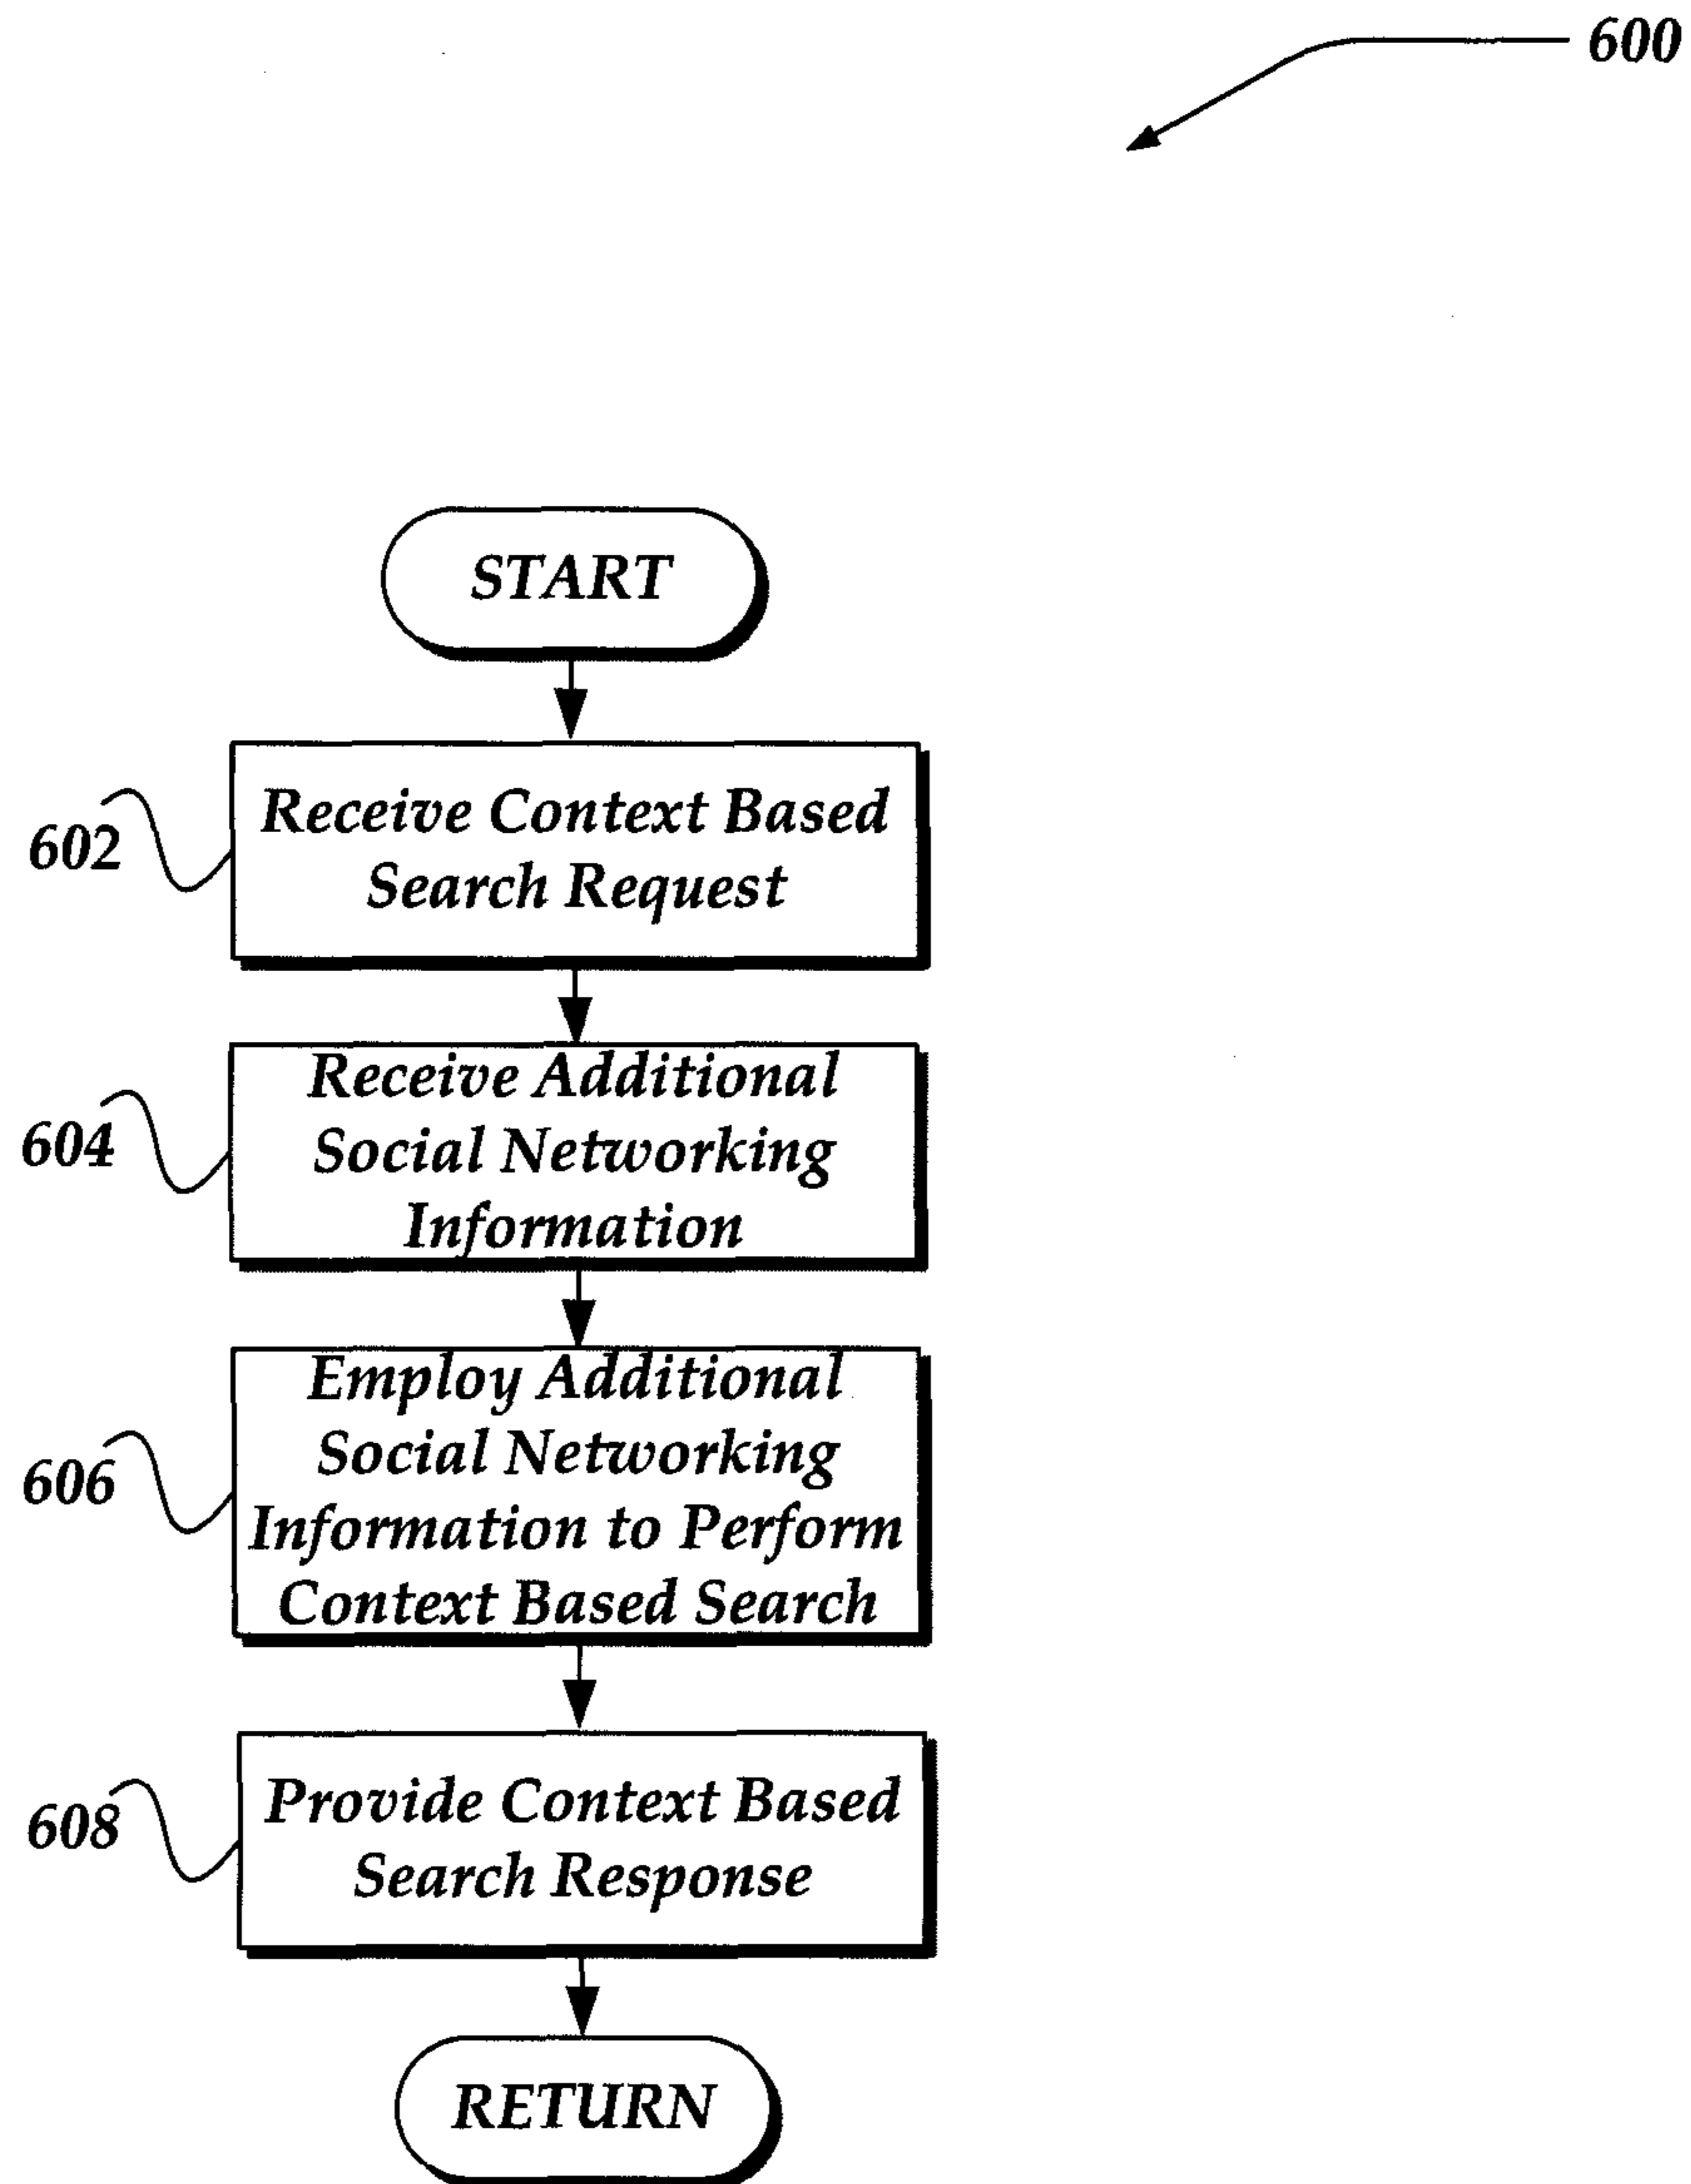 600
START
602
Receive Context Based
Search Request
604
Receive Additional
Social Networking
Information
606
Employ Additional
Social Networking
Information to Perform
Context Based Search
608
Provide Context Based
Search Response
RETURN